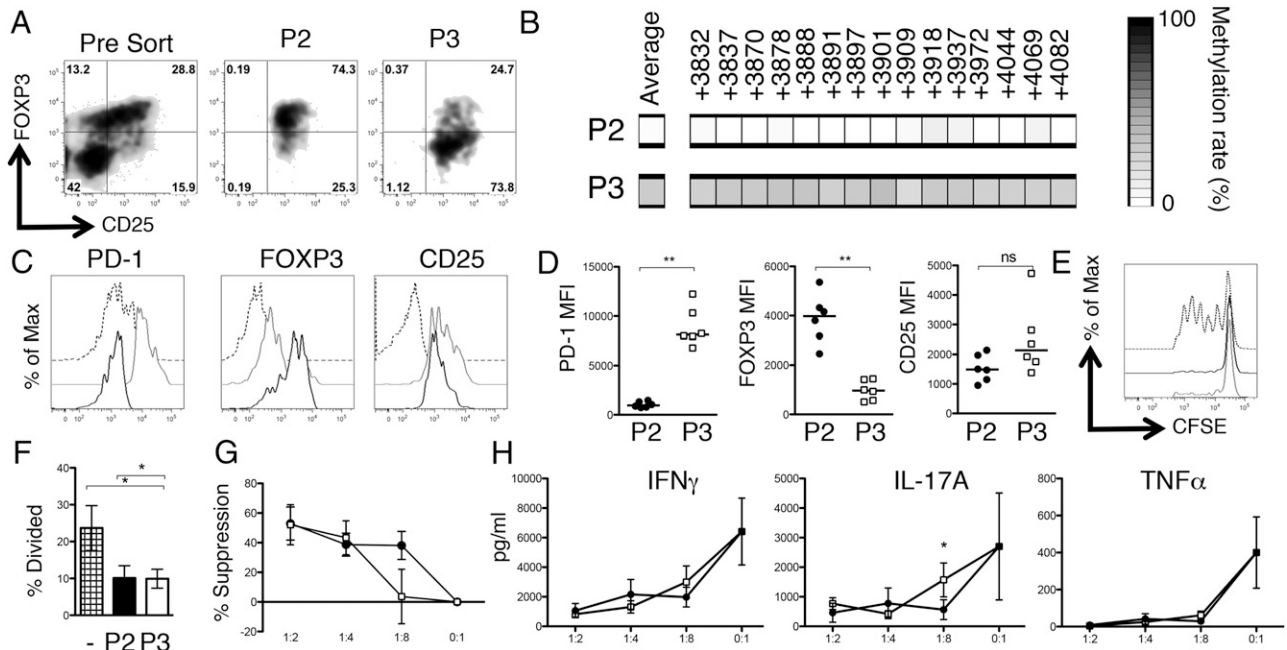 A
Pre Sort
P2
P3
FOXP3
CD25
13.2
28.8
42
15.9
0.19
74.3
0.19
25.3
0.37
24.7
1.12
73.8
B
Average
+3832
+3837
+3870
+3878
+3888
+3891
+3897
+3901
+3909
+3918
+3937
+3972
+4044
+4069
+4082
P2
P3
100
0
Methylation rate (%)
C
PD-1
FOXP3
CD25
% of Max
D
PD-1 MFI
15000
10000
5000
0
**
P2
P3
FOXP3 MFI
6000
4000
2000
0
**
P2
P3
CD25 MFI
5000
4000
3000
2000
1000
0
ns
P2
P3
E
% of Max
CFSE
F
% Divided
40
30
20
10
0
*
*
- P2 P3
G
% Suppression
80
60
40
20
0
-20
1:2
1:4
1:8
0:1
H
pg/ml
IFNγ
10000
8000
6000
4000
2000
0
1:2
1:4
1:8
0:1
IL-17A
5000
4000
3000
2000
1000
0
*
1:2
1:4
1:8
0:1
TNFα
800
600
400
200
0
1:2
1:4
1:8
0:1